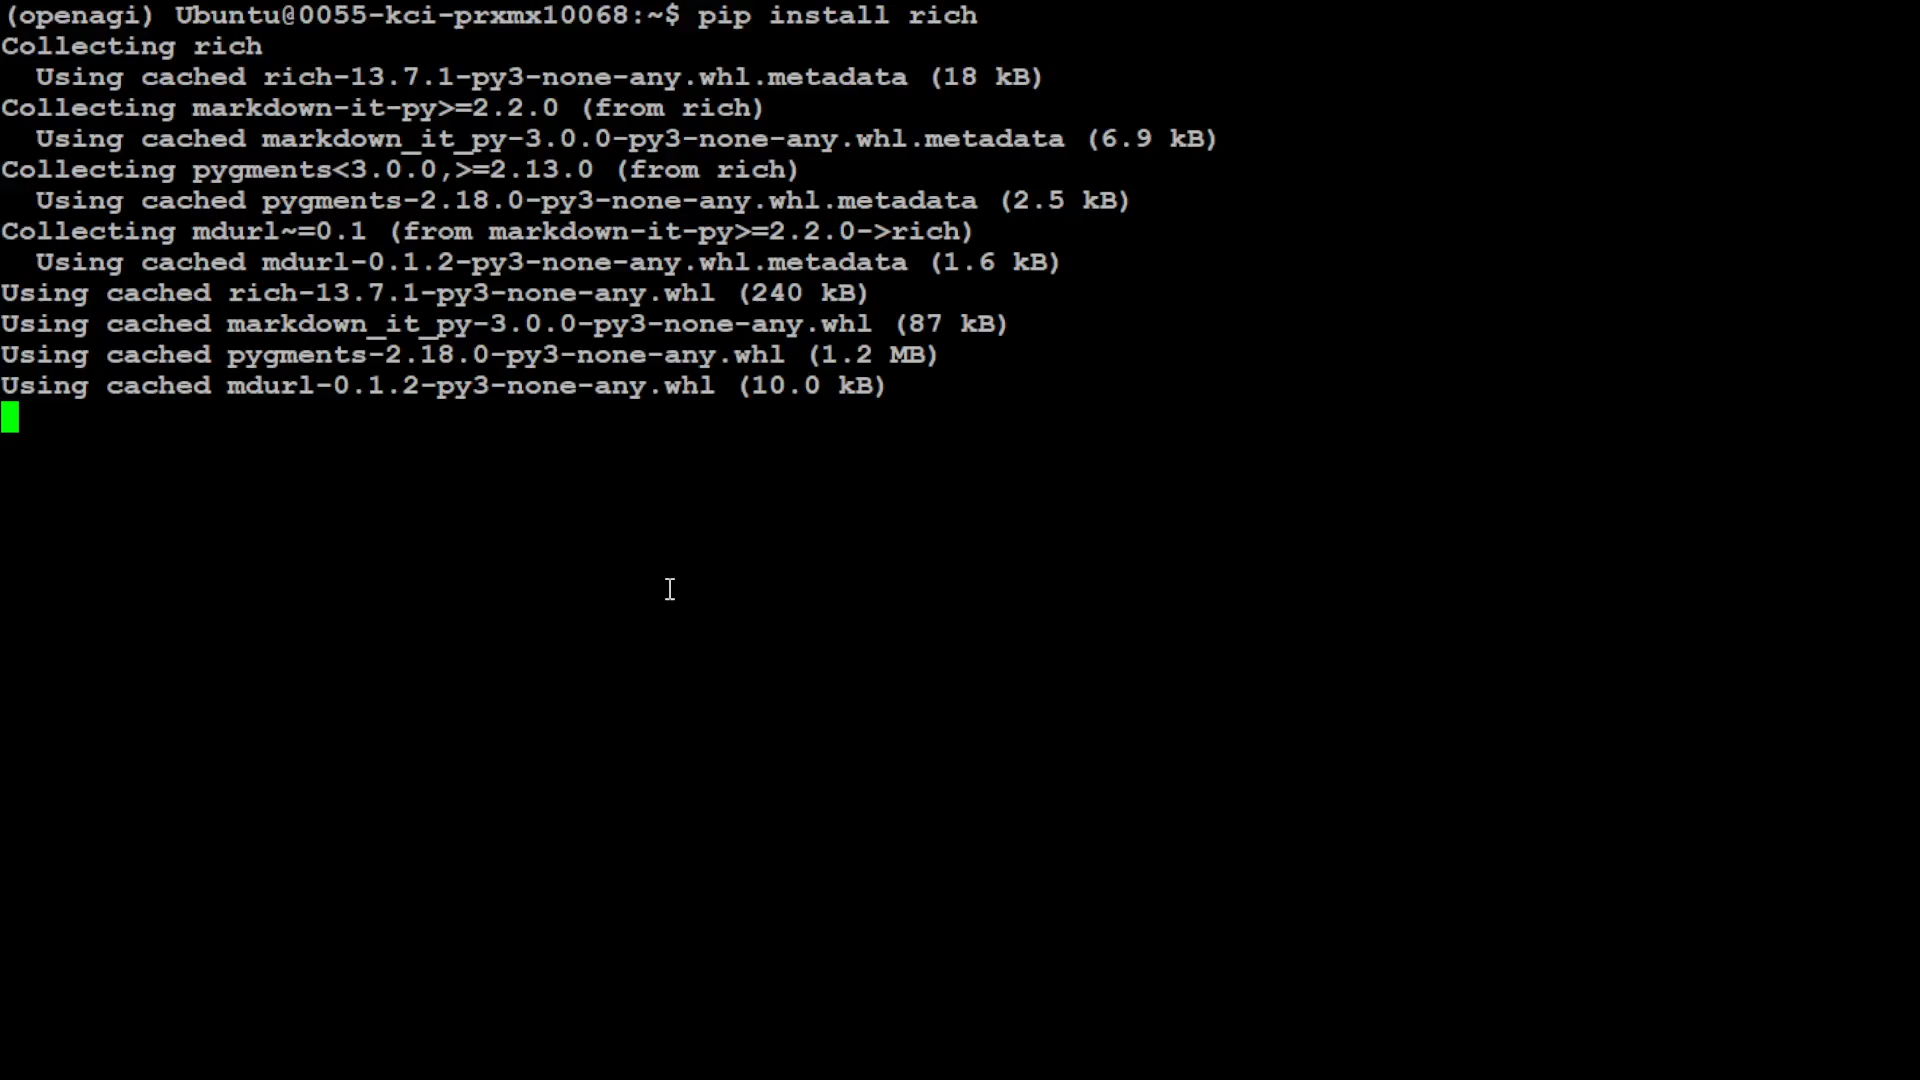 (openagi) Ubuntu@0055-kci-prxmx10068:~$ pip install rich
Collecting rich
  Using cached rich-13.7.1-py3-none-any.whl.metadata (18 kB)
Collecting markdown-it-py>=2.2.0 (from rich)
  Using cached markdown_it_py-3.0.0-py3-none-any.whl.metadata (6.9 kB)
Collecting pygments<3.0.0,>=2.13.0 (from rich)
  Using cached pygments-2.18.0-py3-none-any.whl.metadata (2.5 kB)
Collecting mdurl~=0.1 (from markdown-it-py>=2.2.0->rich)
  Using cached mdurl-0.1.2-py3-none-any.whl.metadata (1.6 kB)
Using cached rich-13.7.1-py3-none-any.whl (240 kB)
Using cached markdown_it_py-3.0.0-py3-none-any.whl (87 kB)
Using cached pygments-2.18.0-py3-none-any.whl (1.2 MB)
Using cached mdurl-0.1.2-py3-none-any.whl (10.0 kB)